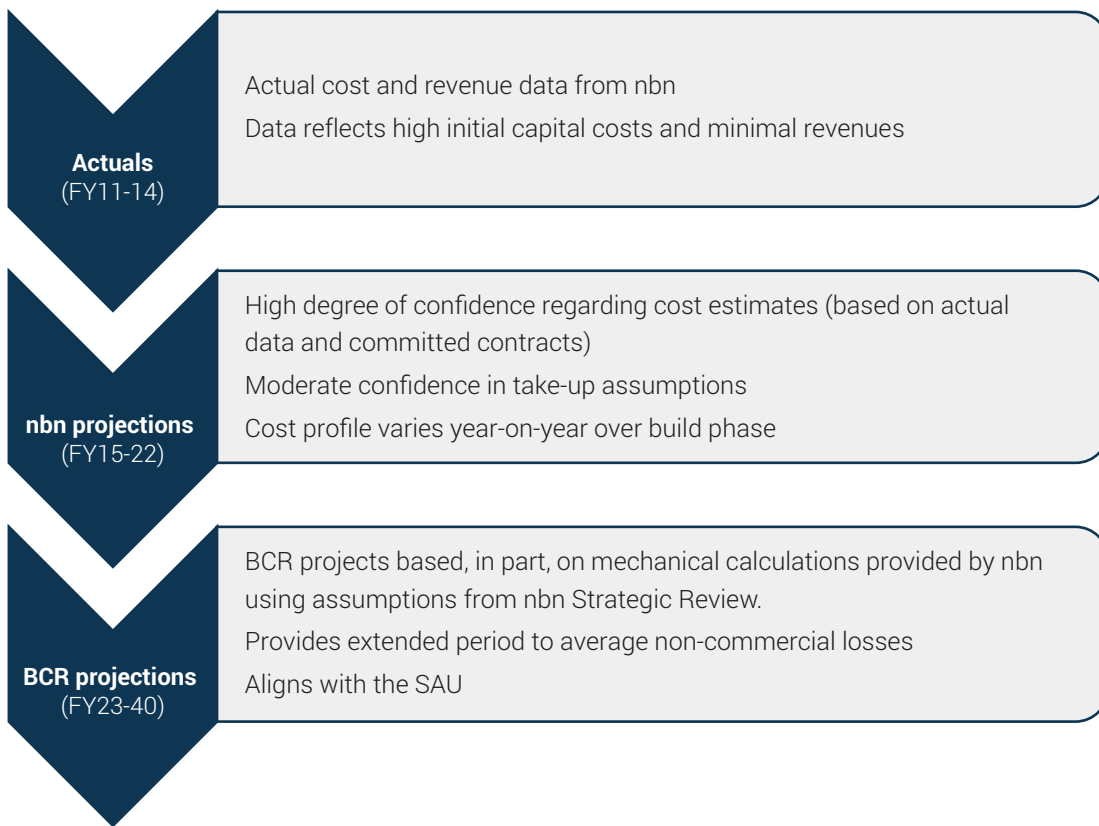 Actuals
(FY11-14)
Actual cost and revenue data from nbn
Data reflects high initial capital costs and minimal revenues
nbn projections
(FY15-22)
High degree of confidence regarding cost estimates (based on actual
data and committed contracts)
Moderate confidence in take-up assumptions
Cost profile varies year-on-year over build phase
BCR projections
(FY23-40)
BCR projects based, in part, on mechanical calculations provided by nbn
using assumptions from nbn Strategic Review.
Provides extended period to average non-commercial losses
Aligns with the SAU